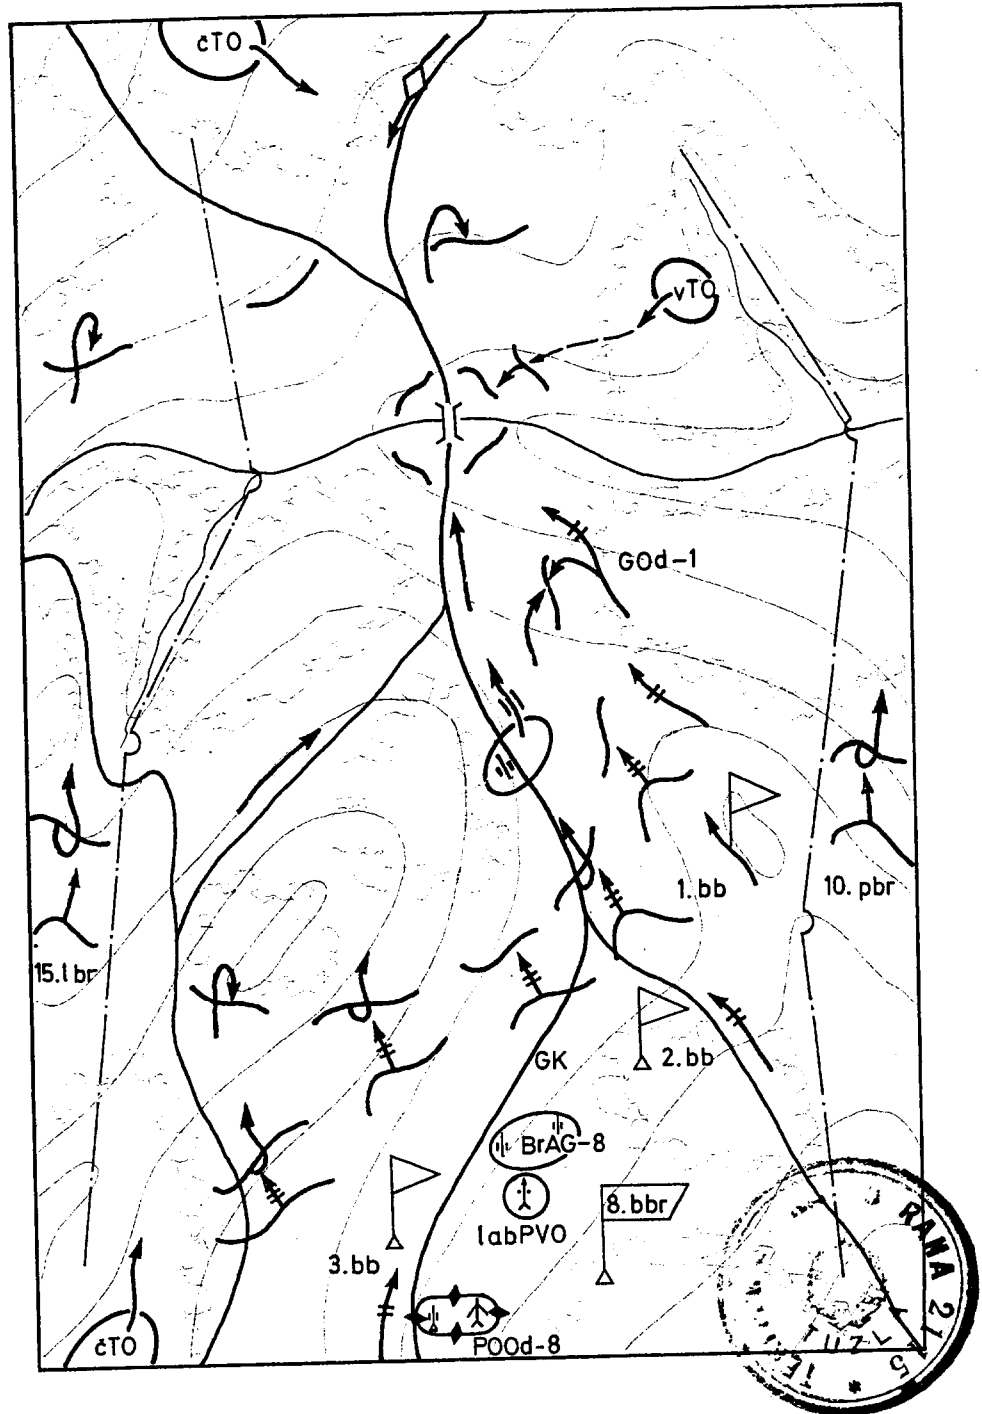 čTO
vTO
GOd-1
1.bb
10. pbr
15.l br
GK
2.bb
BrAG-8
8.bbr
labPVO
3.bb
POOd-8
čTO
RAMA 21
TUZL